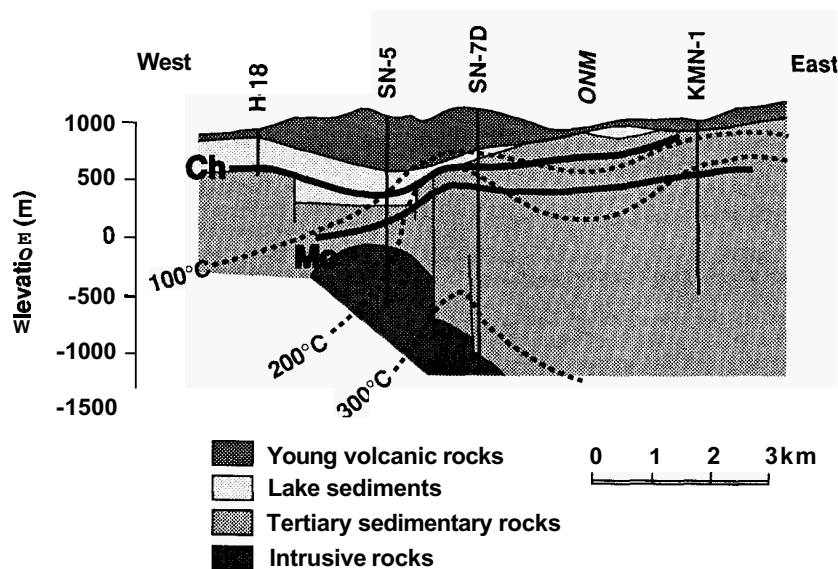 West
H-18
SN-5
SN-7D
ONM
KMN-1
East
1000
500
0
-500
-1000
-1500
Ch
Mo
100°C
200°C
300°C
Young volcanic rocks
Lake sediments
Tertiary sedimentary rocks
Intrusive rocks
0 1 2 3km
(m)